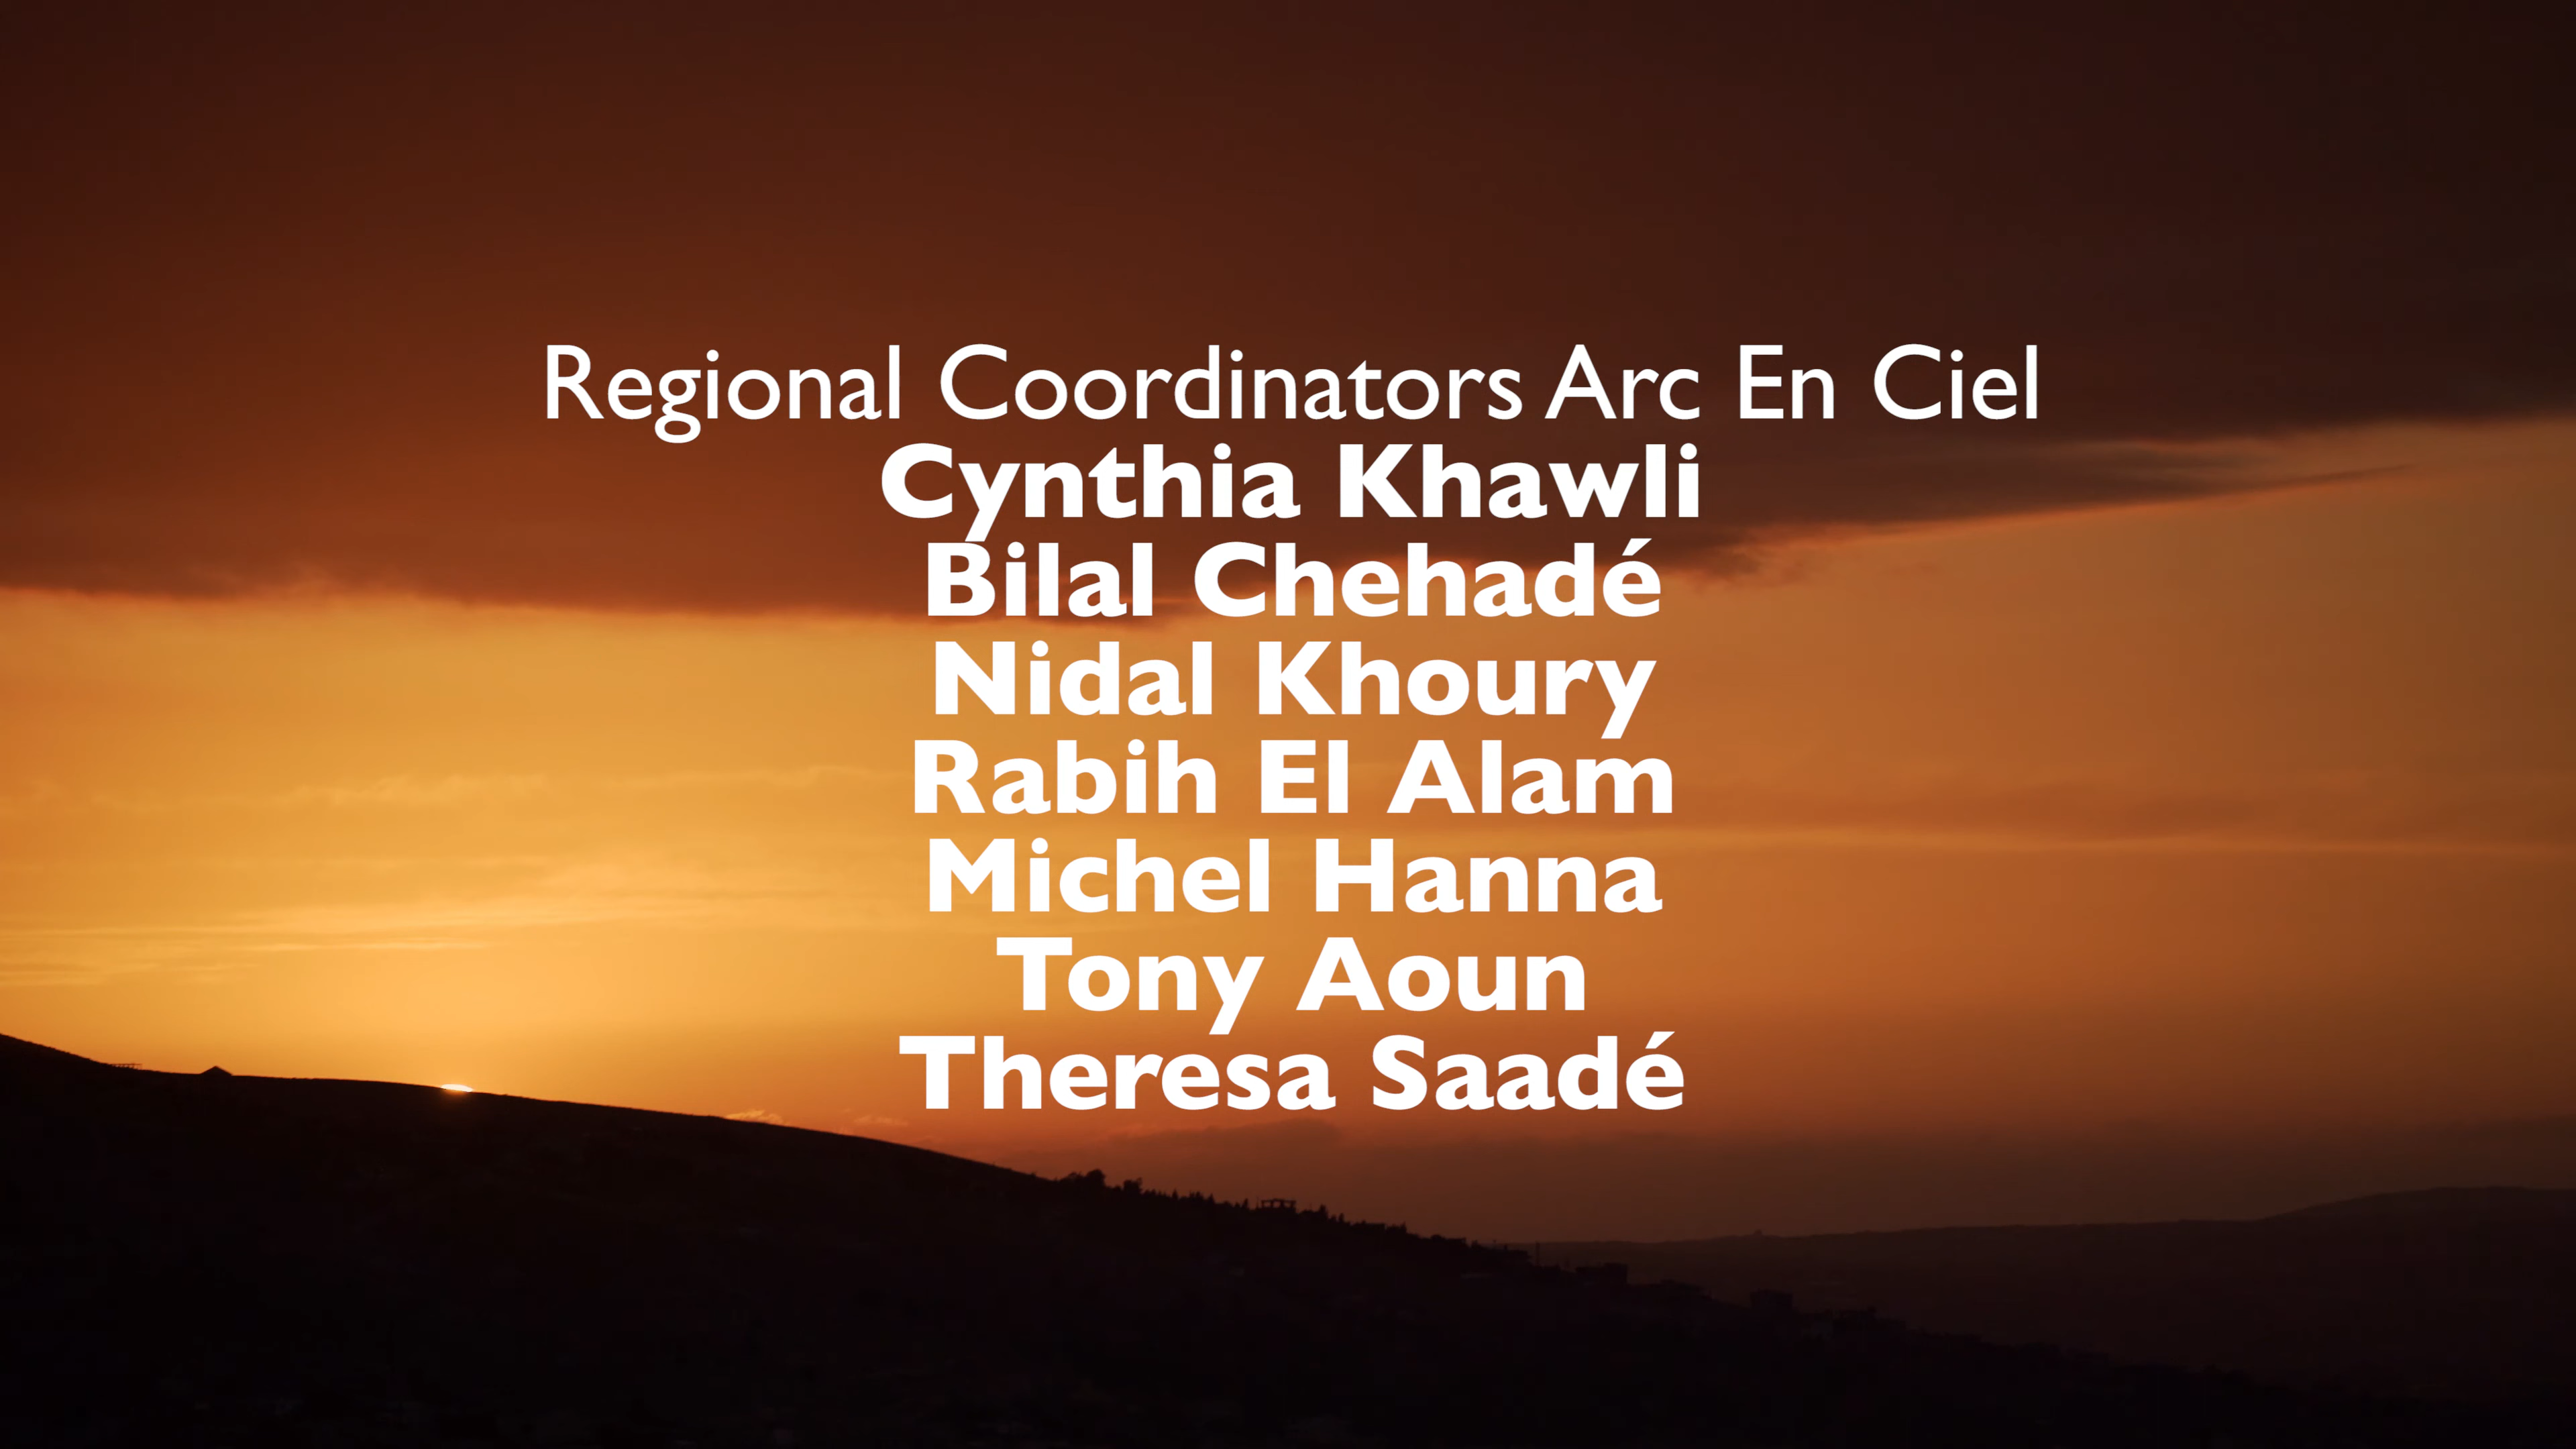 Regional Coordinators Arc En Ciel
Cynthia Khawli
Bilal Chehadé
Nidal Khoury
Rabih El Alam
Michel Hanna
Tony Aoun
Theresa Saadé